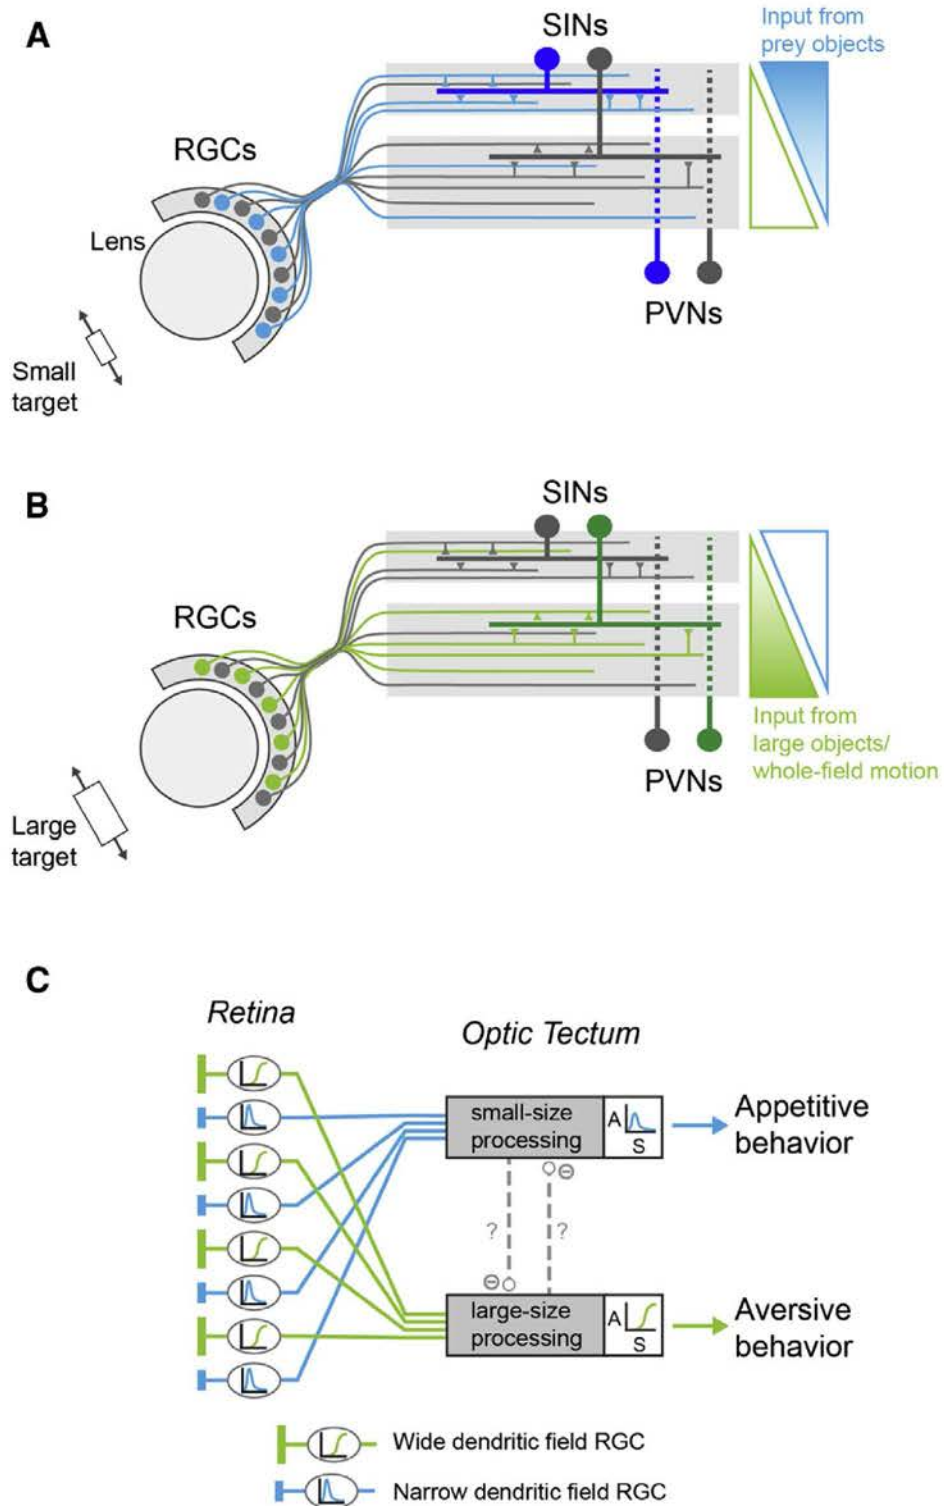 A
SINs
Input from
prey objects
RGCs
Lens
PVNs
Small
target
B
SINs
RGCs
Input from
large objects/
whole-field motion
PVNs
Large
target
C
Retina
Optic Tectum
small-size
processing
A
S
Appetitive
behavior
?
?
large-size
processing
A
S
Aversive
behavior
Wide dendritic field RGC
Narrow dendritic field RGC